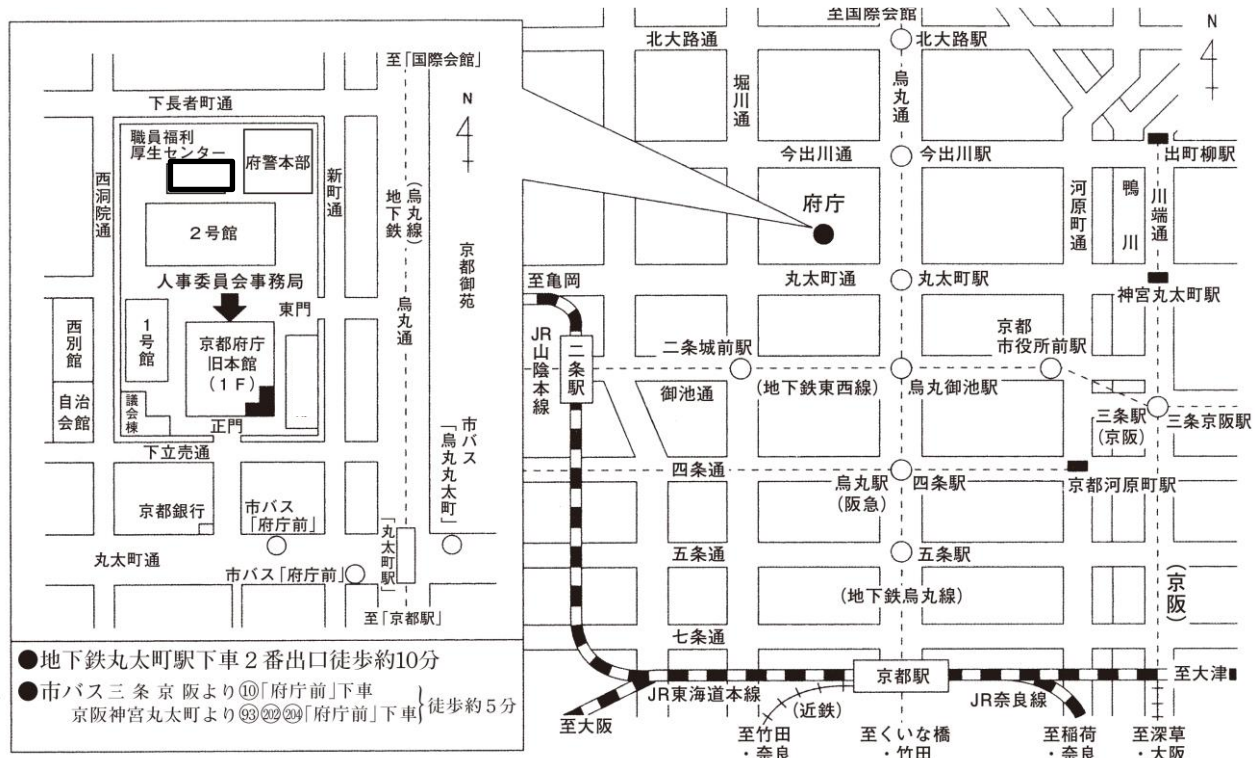 至「国際会館」
N
下長者町通
職員福利
厚生センター
府警本部
西洞院通
新町通
地下鉄
(烏丸線)
烏丸通
京都御苑
2号館
人事委員会事務局
東門
西別館
1号館
京都府庁
旧本館
(1F)
自治
会館
議会棟
正門
下立売通
市バス
「烏丸丸太町」
京都銀行
市バス
「府庁前」
「丸太町駅」
丸太町通
市バス「府庁前」
至「京都駅」
●地下鉄丸太町駅下車2番出口徒歩約10分
●市バス三条京阪より⑩「府庁前」下車
京阪神宮丸太町より93 202 204「府庁前」下車
徒歩約5分
至国際会館
N
北大路通
北大路駅
堀川通
烏丸通
今出川通
今出川駅
出町柳駅
河原町通
鴨川
川端通
府庁
丸太町通
丸太町駅
神宮丸太町駅
至亀岡
JR山陰本線
二条駅
二条城前駅
京都
市役所前駅
御池通
(地下鉄東西線)
烏丸御池駅
三条駅
(京阪)
三条京阪駅
四条通
烏丸駅
(阪急)
四条駅
京都河原町駅
五条通
五条駅
(地下鉄烏丸線)
(京阪)
七条通
京都駅
至大津
JR東海道本線
(近鉄)
JR奈良線
至大阪
至竹田
・奈良
至くいな橋
・竹田
至稲荷
・奈良
至深草
・大阪